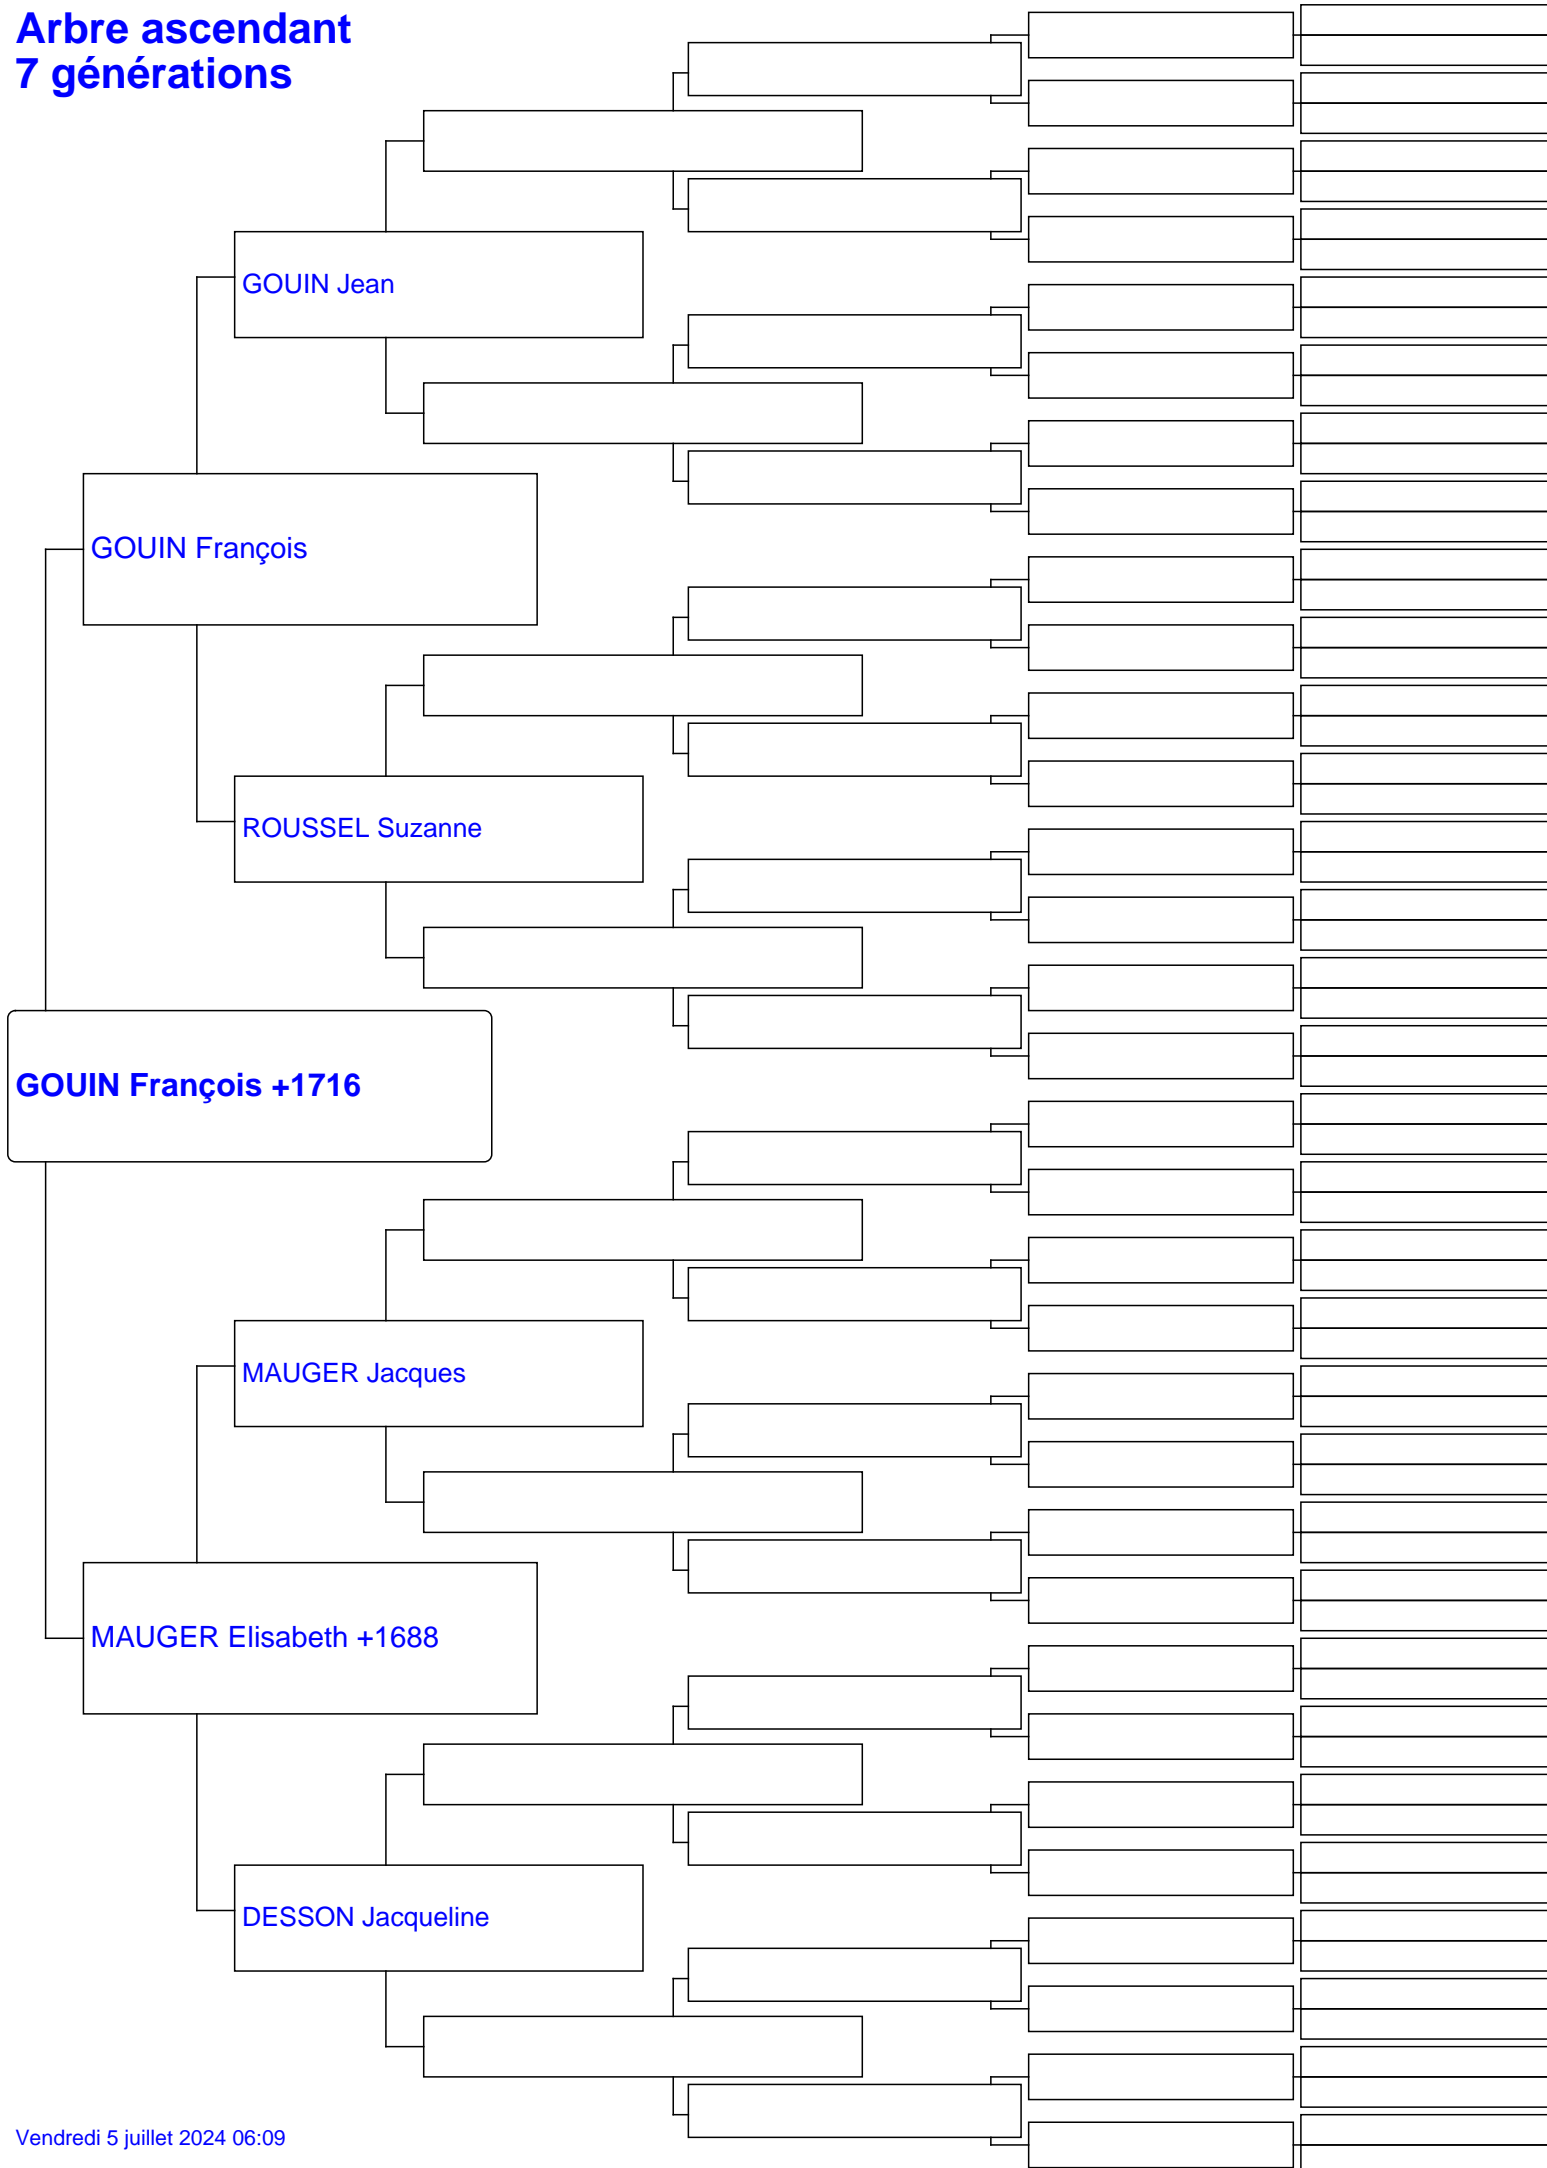 Arbre ascendant
7 générations
GOUIN Jean
GOUIN François
ROUSSEL Suzanne
GOUIN François +1716
MAUGER Jacques
MAUGER Elisabeth +1688
DESSON Jacqueline
Vendredi 5 juillet 2024 06:09